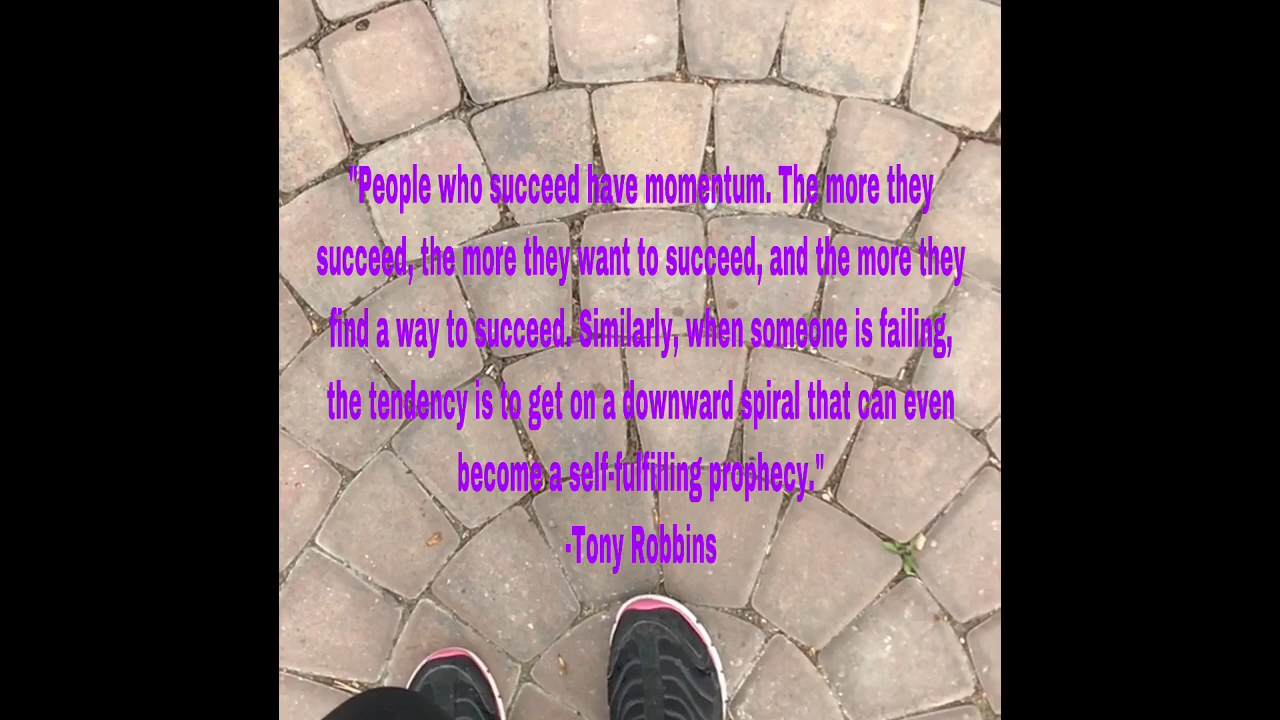 "People who succeed have momentum. The more they
succeed, the more they want to succeed, and the more they
find a way to succeed. Similarly, when someone is failing,
the tendency is to get on a downward spiral that can even
become a self-fulfilling prophecy."
-Tony Robbins